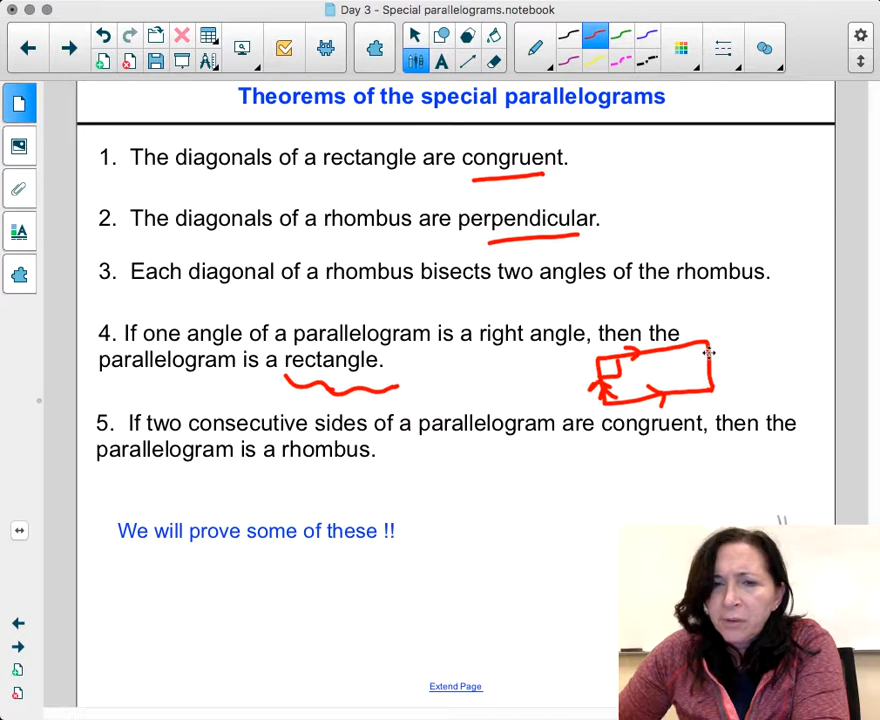 Day 3 - Special parallelograms.notebook
Theorems of the special parallelograms
1. The diagonals of a rectangle are congruent.
2. The diagonals of a rhombus are perpendicular.
3. Each diagonal of a rhombus bisects two angles of the rhombus.
4. If one angle of a parallelogram is a right angle, then the
parallelogram is a rectangle.
5. If two consecutive sides of a parallelogram are congruent, then the
parallelogram is a rhombus.
We will prove some of these !!
Extend Page